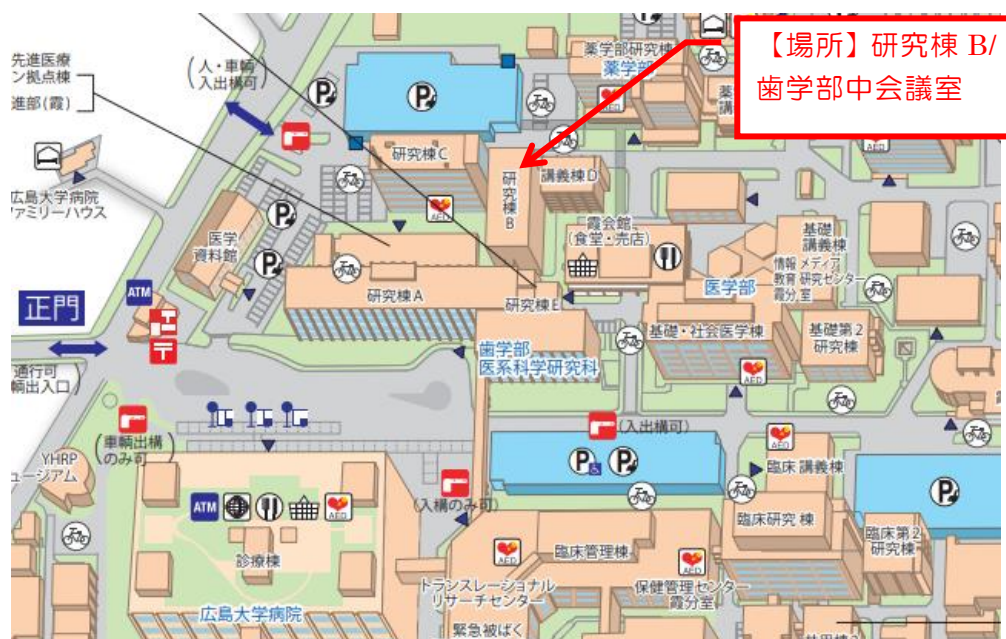 【場所】研究棟 B/
歯学部中会議室
先進医療
ン拠点棟
進部(霞)
(人・車輌
入出構可)
P
P
薬学部研究棟
薬学部
AED
研究棟C
AED
研究棟B
講義棟D
広島大学病院
ファミリーハウス
医学
資料館
P
P
霞会館
(食堂・売店)
基礎
講義棟
情報メディア
教育研究センター
霞分室
医学部
研究棟A
研究棟E
基礎・社会医学棟
基礎第2
研究棟
ATM
正門
歯学部
医系科学研究科
AED
通行可
輌出入口)
(車輌出構
のみ可)
YHRP
ュージアム
(入出構可)
P
P
AED
臨床講義棟
P
(入構のみ可)
ATM
AED
診療棟
広島大学病院
AED
臨床管理棟
AED
臨床研究棟
臨床第2
研究棟
トランスレーショナル
リサーチセンター
保健管理センター
霞分室
緊急被ばく